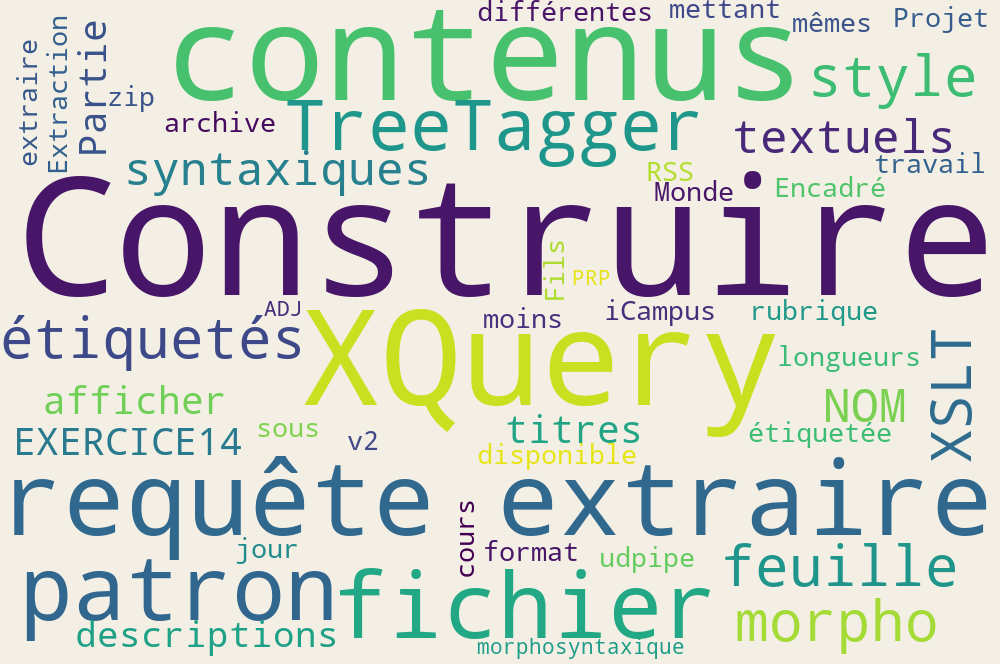 différentes
mettant
mêmes
Projet
contenus
style
extraire
Extraction
Partie
zip
archive
TreeTagger
textuels
travail
syntaxiques
RSS
Monde
Encadré
Construire
Fils
PRP
ADJ
moins
iCampus
rubrique
étiquetés
XQuery
longueurs
XSLT
afficher
NOM
EXERCICE14
sous
v2
titres
étiquetée
disponible
requête
extraire
cours
jour
format
udpipe
feuille
patron
fichier
morpho
descriptions
morphosyntaxique